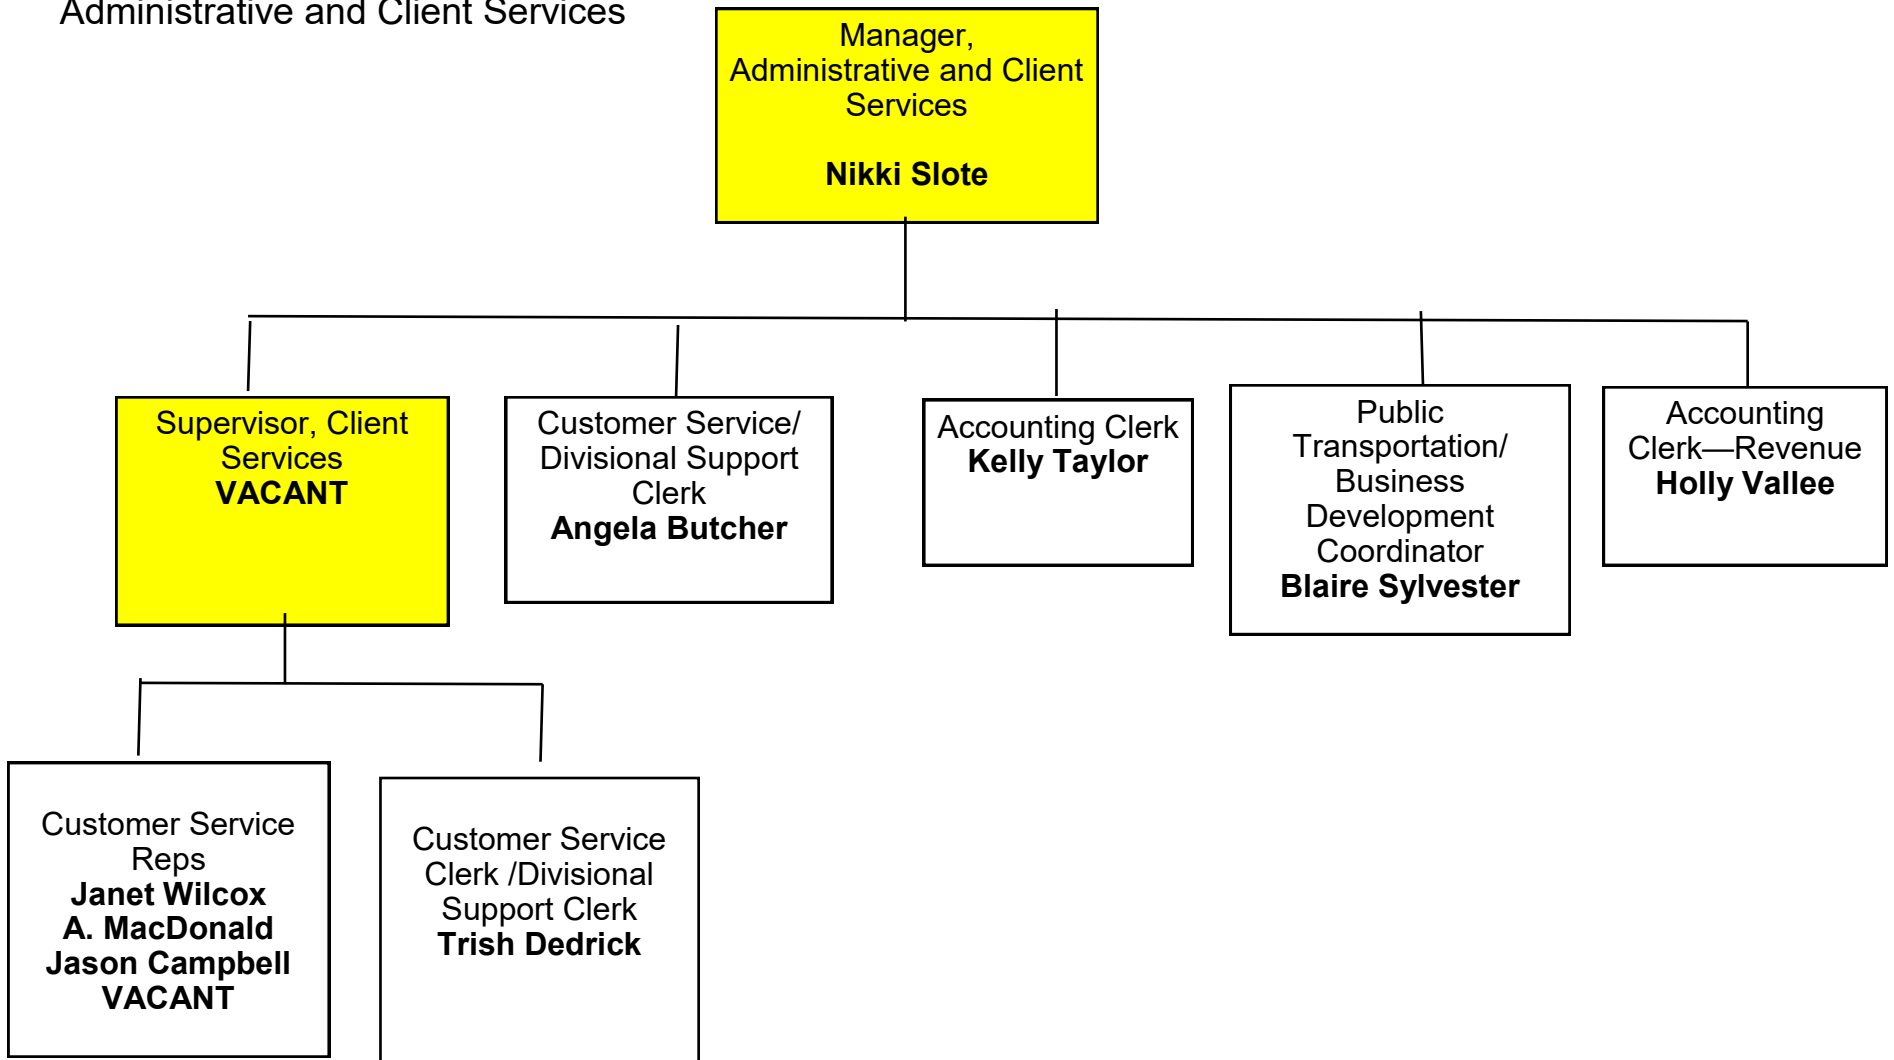 Administrative and Client Services
Manager,
Administrative and Client
Services
Nikki Slote
Supervisor, Client
Services
VACANT
Customer Service/
Divisional Support
Clerk
Angela Butcher
Accounting Clerk
Kelly Taylor
Public
Transportation/
Business
Development
Coordinator
Blaire Sylvester
Accounting
Clerk—Revenue
Holly Vallee
Customer Service
Reps
Janet Wilcox
A. MacDonald
Jason Campbell
VACANT
Customer Service
Clerk /Divisional
Support Clerk
Trish Dedrick